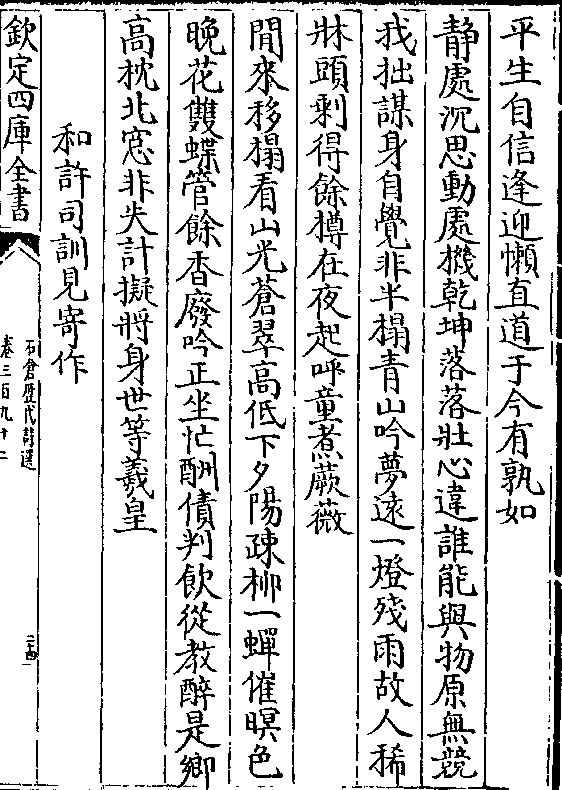 平生自信逢迎懶直道于今有孰如
静處沉思動處機乾坤落落壯心違誰能與物原無競
我拙謀身自覺非半榻青山吟夢逺一燈殘雨故人稀
牀頭剩得餘樽在夜起呼童煮蕨薇
閒來移榻看山光蒼翠髙低下夕陽疎栁一蟬催暝色
晚花雙蝶管餘香廢吟正坐忙酬債判飲從教醉是鄉
髙枕北窓非失計擬將身世等羲皇
和許司訓見寄作
欽定四庫全書
石倉歷代詩選
卷三百九十二
二十四